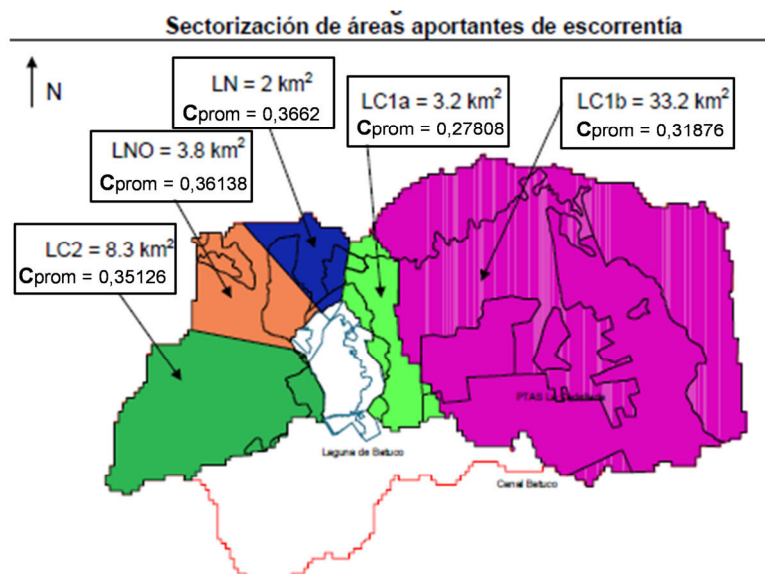 Sectorización de áreas aportantes de escorrentía
N
LN = 2 km²
Cprom = 0,3662
LC1a = 3.2 km²
Cprom = 0,27808
LC1b = 33.2 km²
Cprom = 0,31876
LNO = 3.8 km²
Cprom = 0,36138
LC2 = 8.3 km²
Cprom = 0,35126
PTAS La
Laguna de Batuco
Canal Batuco